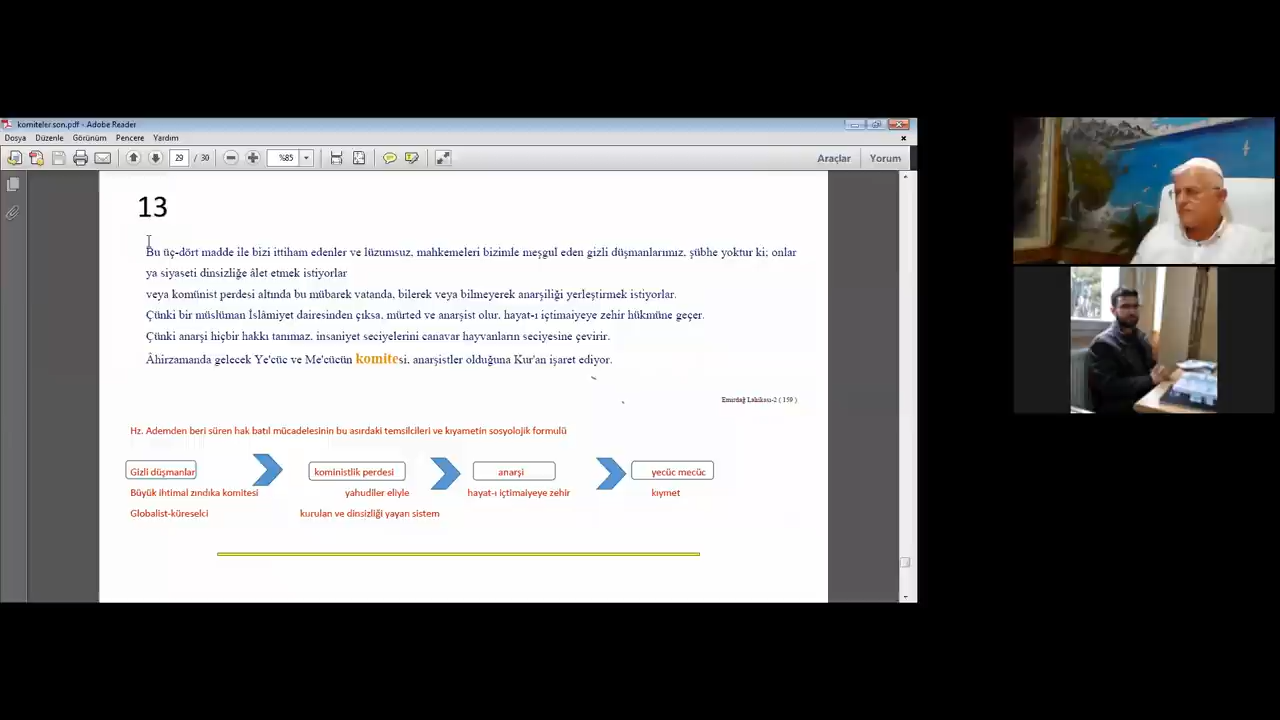 komiteler.son.pdf - Adobe Reader
Dosya Düzenle Görünüm Pencere Yardım
29 / 30 %85 Araçlar Yorum
13
Bu üç-dört madde ile bizi ittiham edenler ve lüzumsuz, mahkemeleri bizimle meşgul eden gizli düşmanlarımız, şübhe yoktur ki; onlar
ya siyaseti dinsizliğe âlet etmek istiyorlar
veya komünist perdesi altında bu mübarek vatanda, bilerek veya bilmeyerek anarşiliği yerleştirmek istiyorlar.
Çünki bir müslüman İslâmiyet dairesinden çıksa, mürted ve anarşist olur, hayat-ı içtimaiyeye zehir hükmüne geçer.
Çünki anarşi hiçbir hakkı tanımaz, insaniyet seciyelerini canavar hayvanların seciyesine çevirir.
Âhirzamanda gelecek Ye'cüc ve Me'cücün komitesi, anarşistler olduğuna Kur'an işaret ediyor.
Emirdağ Lahikası-2 ( 159 )
Hz. Ademden beri süren hak batıl mücadelesinin bu asırdaki temsilcileri ve kıyametin sosyolojik formülü
Gizli düşmanlar koministlik perdesi anarşi yecüc mecüc
Büyük ihtimal zındıka komitesi yahudiler eliyle hayat-ı içtimaiyeye zehir kıymet
Globalist-küreselci kurulan ve dinsizliği yayan sistem